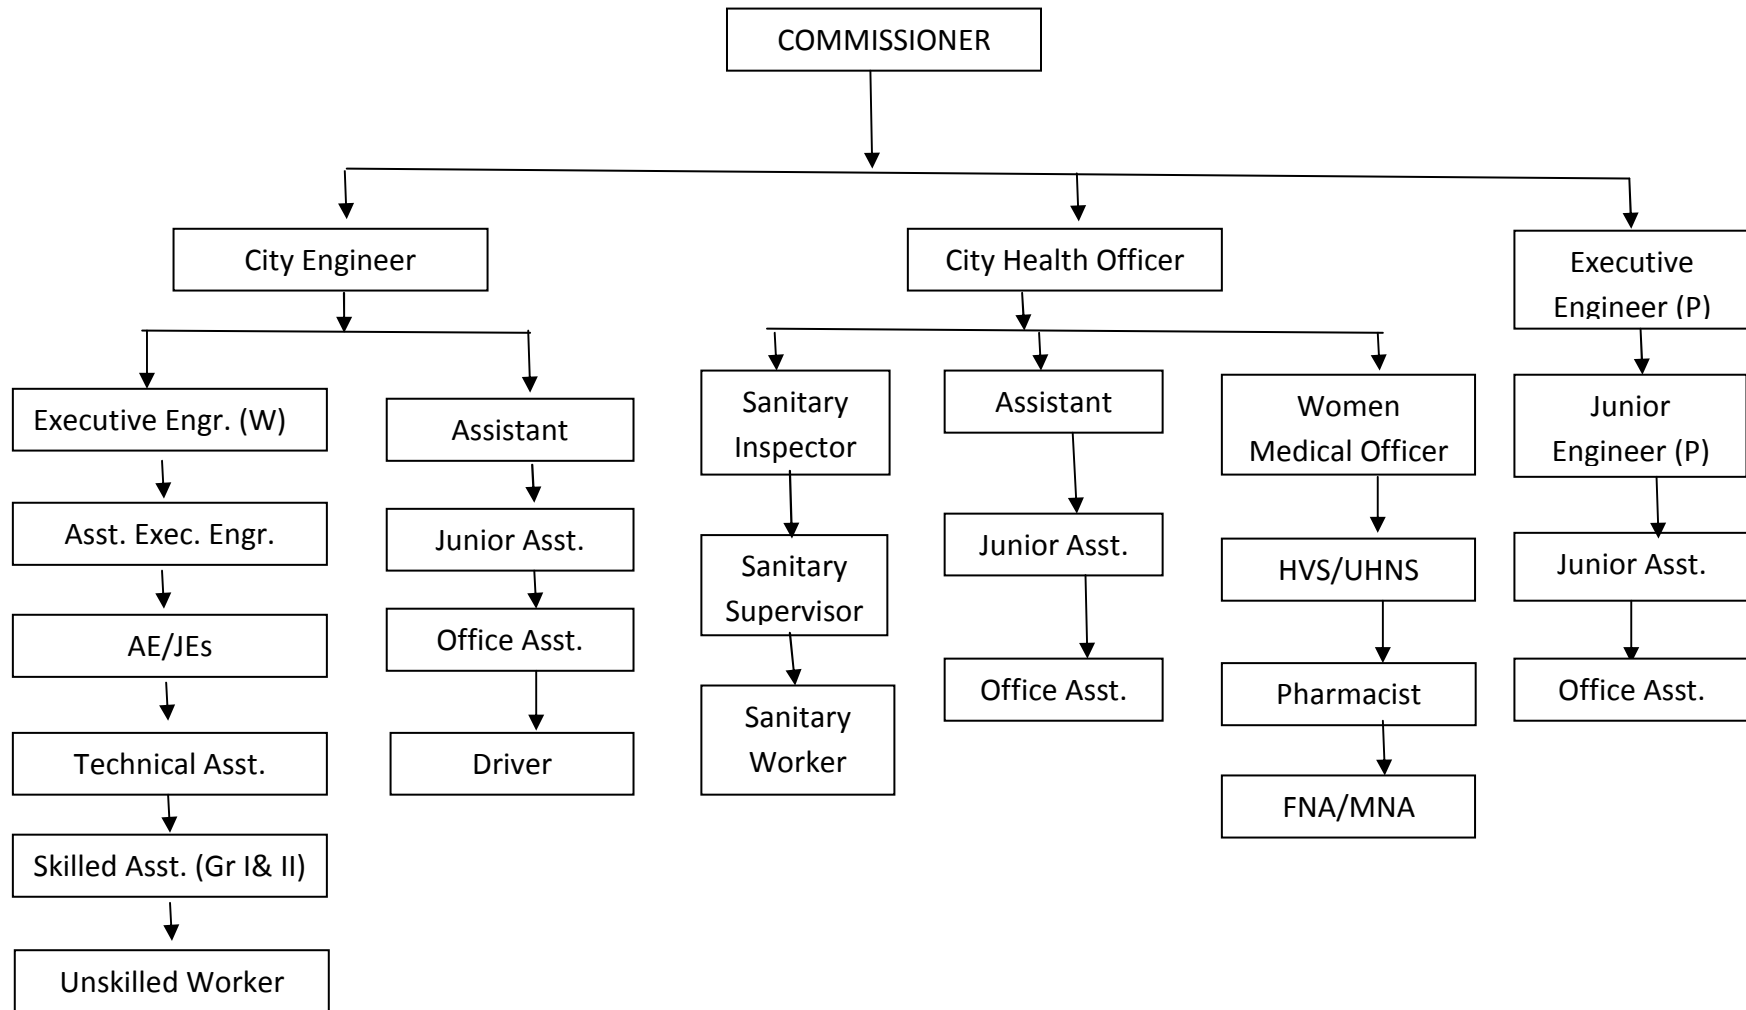 COMMISSIONER
City Engineer
City Health Officer
Executive
Engineer (P)
Executive Engr. (W)
Assistant
Sanitary
Inspector
Assistant
Women
Medical Officer
Junior
Engineer (P)
Asst. Exec. Engr.
Junior Asst.
Sanitary
Supervisor
Junior Asst.
HVS/UHNS
Junior Asst.
AE/JEs
Office Asst.
Sanitary
Worker
Office Asst.
Pharmacist
Office Asst.
Technical Asst.
Driver
FNA/MNA
Skilled Asst. (Gr I& II)
Unskilled Worker